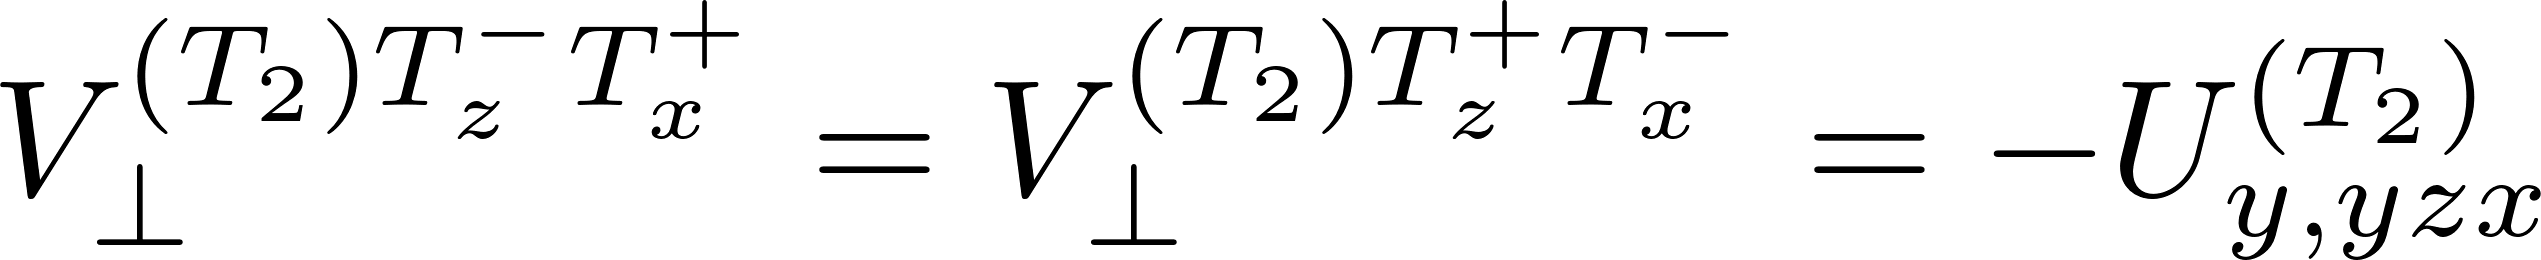 $V_{\perp}^{(T_2)T_z^- T_x^+} = V_{\perp}^{(T_2)T_z^+ T_x^-} = -U_{y,yzx}^{(T_2)}$